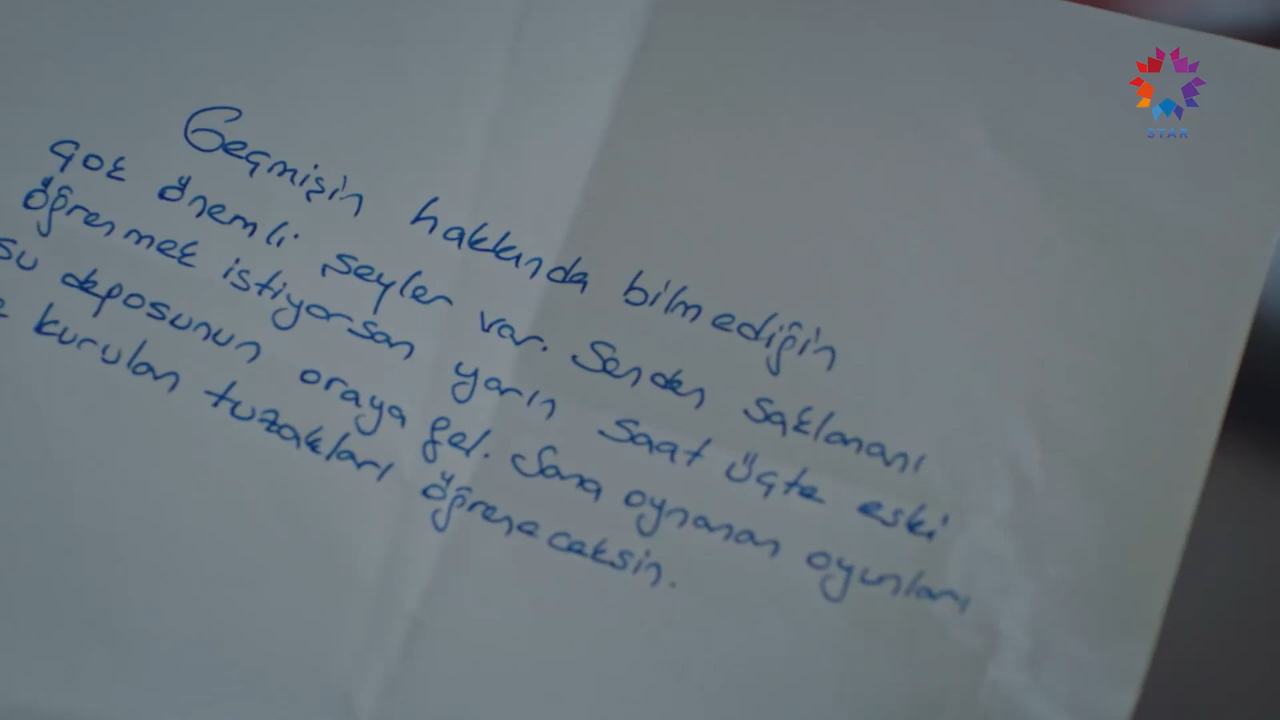 Geçmişin hakkında bilmediğin
çok önemli şeyler var. Senden saklananı
öğrenmek istiyorsan yarın saat üçte eski
su deposunun oraya gel. Sana oynanan oyunları
kurulan tuzakları öğreneceksin.
STAR